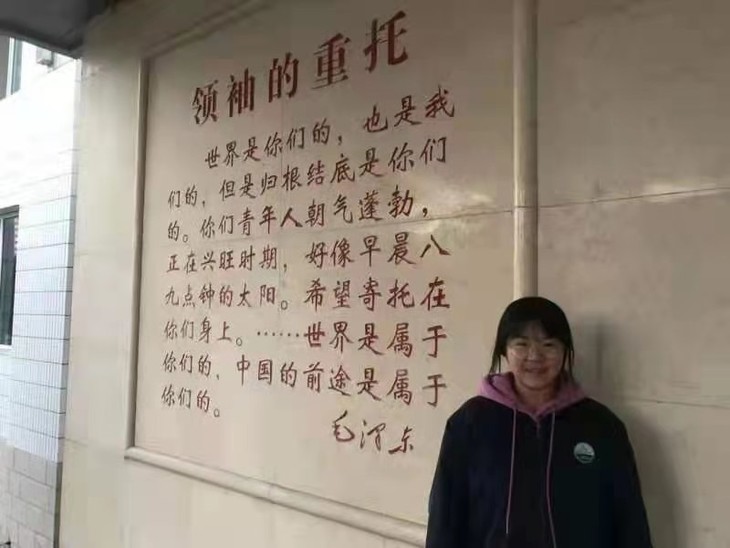 领袖的重托
世界是你们的，也是我
们的，但是归根结底是你们
的。你们青年人朝气蓬勃，
正在兴旺时期，好像早晨八
九点钟的太阳。希望寄托在
你们身上。……世界是属于
你们的，中国的前途是属于
你们的。
毛泽东